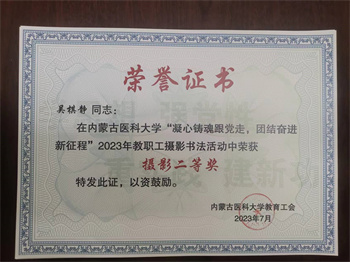 荣誉证书
吴祺静 同志：
在内蒙古医科大学“凝心铸魂跟党走，团结奋进
新征程”2023年教职工摄影书法活动中荣获
摄影二等奖
特发此证，以资鼓励。
内蒙古医科大学教育工会
2023年7月